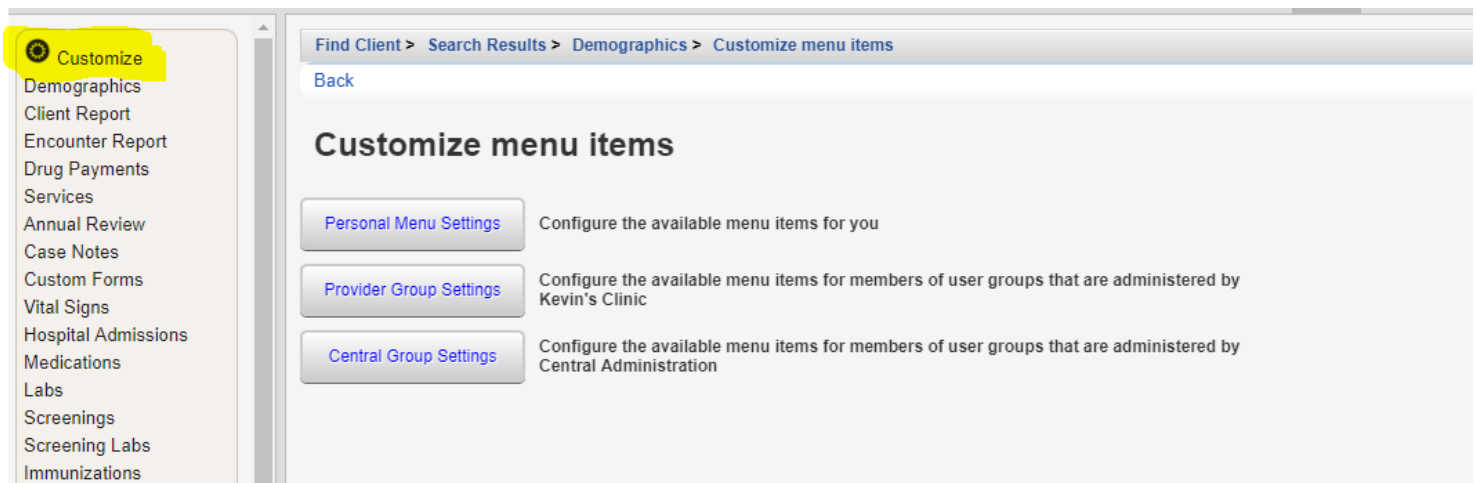 Customize
Demographics
Client Report
Encounter Report
Drug Payments
Services
Annual Review
Case Notes
Custom Forms
Vital Signs
Hospital Admissions
Medications
Labs
Screenings
Screening Labs
Immunizations
Find Client > Search Results > Demographics > Customize menu items
Back
Customize menu items
Personal Menu Settings
Configure the available menu items for you
Provider Group Settings
Configure the available menu items for members of user groups that are administered by
Kevin's Clinic
Central Group Settings
Configure the available menu items for members of user groups that are administered by
Central Administration